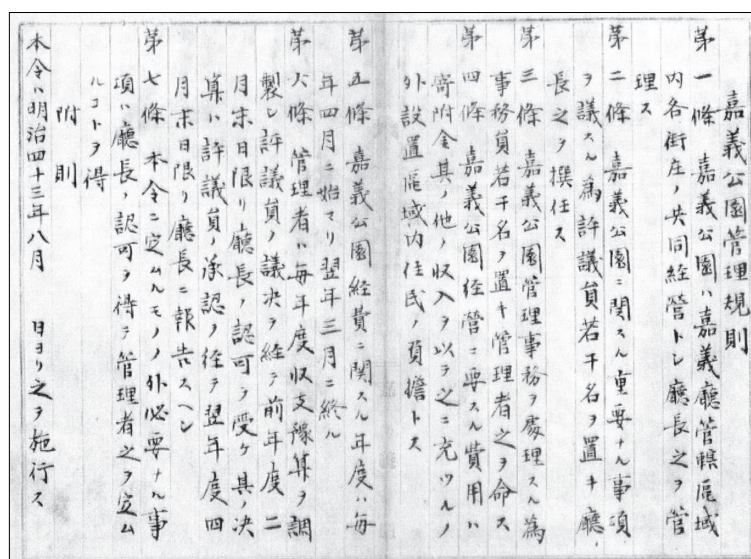 嘉義公園管理規則
第一條　嘉義公園ハ嘉義廳管轄區域
内各街庄ノ共同經營トシ廳長之ヲ管
理ス
第二條　嘉義公園ニ関スル重要ナル事項
ヲ議スル為評議員若干名ヲ置キ廳
長之ヲ撰任ス
第三條　嘉義公園管理事務ヲ處理スル為
事務員若干名ヲ置キ管理者之ヲ命ス
第四條　嘉義公園経營ニ要スル費用ハ
寄附金其ノ他ノ収入ヲ以テ之ニ充ツルノ
外設置區域内住民ノ負擔トス
第五條　嘉義公園経費ニ関スル年度ハ毎
年四月ニ始マリ翌年三月ニ終ル
第六條　管理者ハ毎年度収支豫算ヲ調
製シ評議員ノ議决ヲ経テ前年度二
月末日限リ廳長ノ認可ヲ受ケ其ノ决
算ハ評議員ノ承認ヲ経テ翌年度四
月末日限リ廳長ニ報告スヘシ
第七條　本令ニ定ムルモノノ外必要ナル事
項ハ廳長ノ認可ヲ得テ管理者之ヲ定ム
ルコトヲ得
附則
本令ハ明治四十三年八月　　日ヨリ之ヲ施行ス